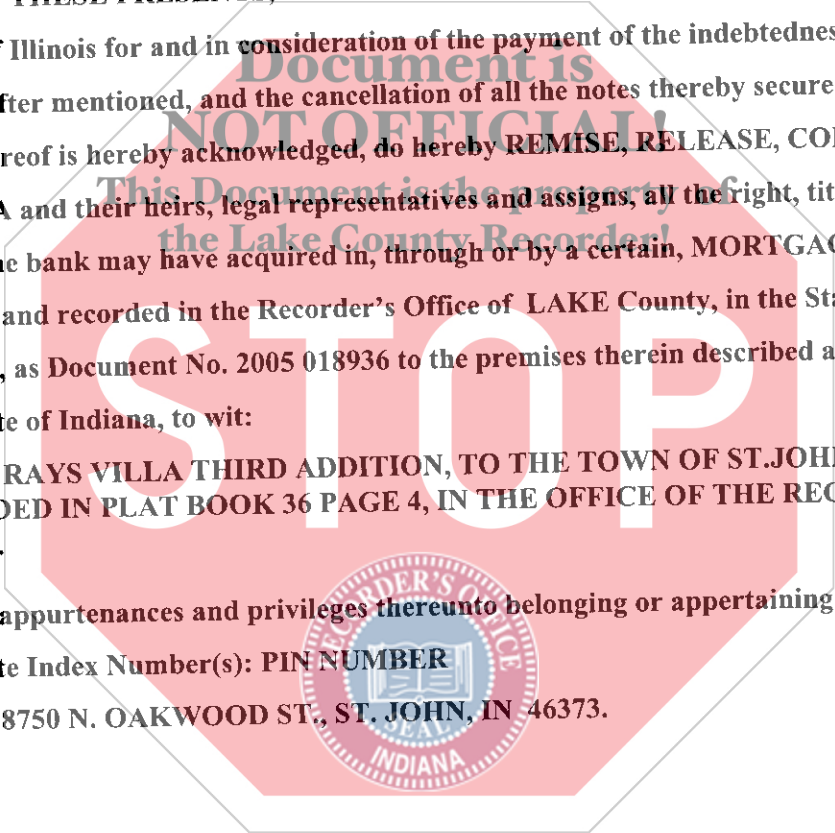 THESE PRESENTS,
Illinois for and in consideration of the payment of the indebtednes
Document is
fter mentioned, and the cancellation of all the notes thereby secure
NOT OFFICIAL!
reof is hereby acknowledged, do hereby REMISE, RELEASE, CO
This Document is the property of
A and their heirs, legal representatives and assigns, all the right, tit
the Lake County Recorder!
e bank may have acquired in, through or by a certain, MORTGAG
and recorded in the Recorder's Office of LAKE County, in the Sta
STOP
, as Document No. 2005 018936 to the premises therein described a
te of Indiana, to wit:
RAYS VILLA THIRD ADDITION, TO THE TOWN OF ST.JOH
DED IN PLAT BOOK 36 PAGE 4, IN THE OFFICE OF THE REC
.
appurtenances and privileges thereunto belonging or appertaining
te Index Number(s): PIN NUMBER
8750 N. OAKWOOD ST., ST. JOHN, IN 46373.
RECORDER'S OFFICE
SEAL
INDIANA